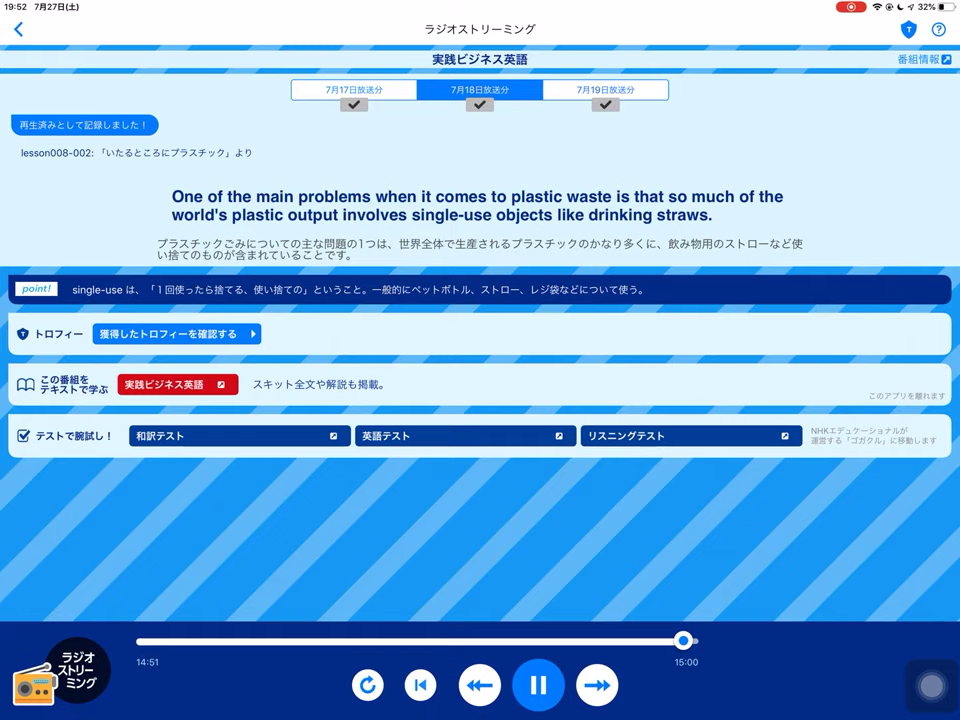 19:52 7月27日(土)
32%
ラジオストリーミング
実践ビジネス英語
番組情報
7月17日放送分
7月18日放送分
7月19日放送分
再生済みとして記録しました！
lesson008-002: 「いたるところにプラスチック」より
One of the main problems when it comes to plastic waste is that so much of the
world's plastic output involves single-use objects like drinking straws.
プラスチックごみについての主な問題の1つは、世界全体で生産されるプラスチックのかなり多くに、飲み物用のストローなど使
い捨てのものが含まれていることです。
point!
single-use は、「１回使ったら捨てる、使い捨ての」ということ。一般的にペットボトル、ストロー、レジ袋などについて使う。
トロフィー
獲得したトロフィーを確認する
この番組を
テキストで学ぶ
実践ビジネス英語
スキット全文や解説も掲載。
このアプリを離れます
テストで腕試し！
和訳テスト
英語テスト
リスニングテスト
NHKエデュケーショナルが
運営する「ゴガクル」に移動します
14:51
15:00
ラジオ
ストリー
ミング